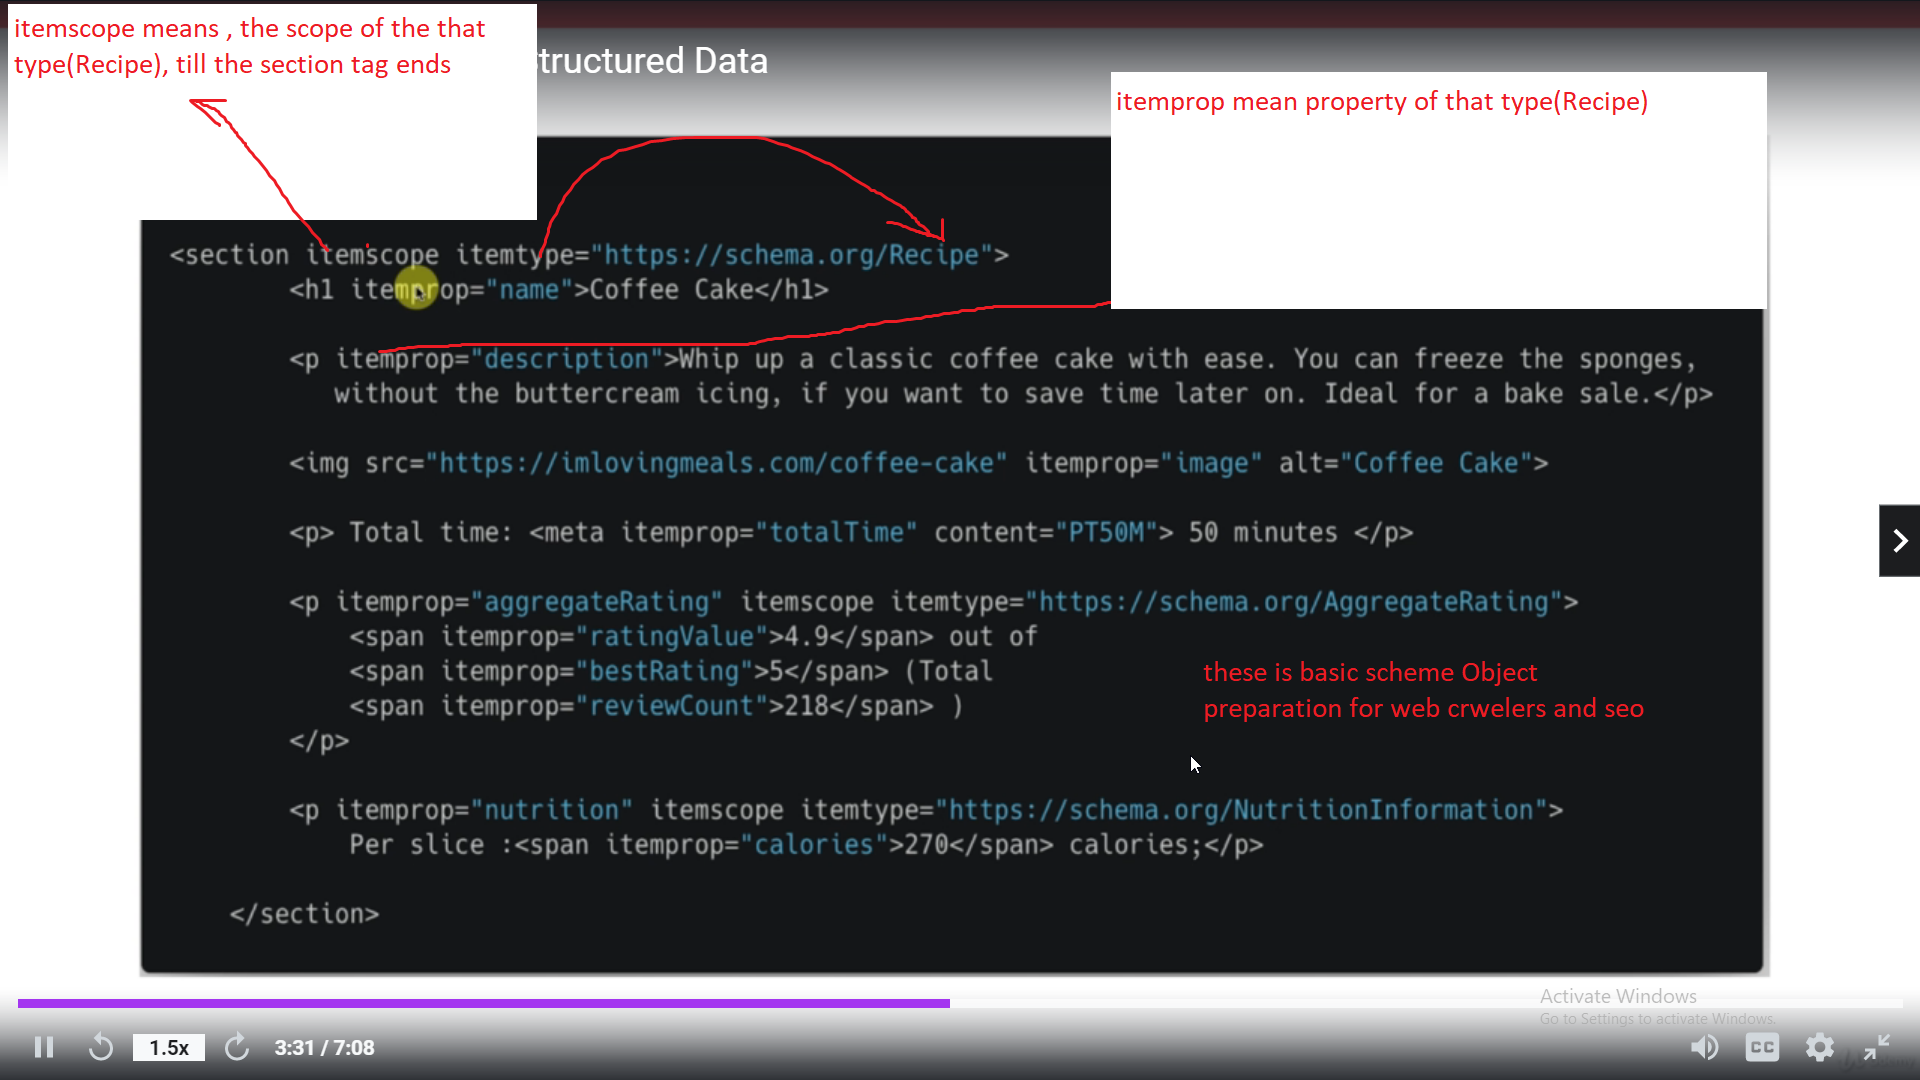 itemscope means , the scope of the that
type(Recipe), till the section tag ends
tructured Data
itemprop mean property of that type(Recipe)
<section itemscope itemtype="https://schema.org/Recipe">
<h1 itemprop="name">Coffee Cake</h1>
<p itemprop="description">Whip up a classic coffee cake with ease. You can freeze the sponges,
without the buttercream icing, if you want to save time later on. Ideal for a bake sale.</p>
<img src="https://imlovingmeals.com/coffee-cake" itemprop="image" alt="Coffee Cake">
<p> Total time: <meta itemprop="totalTime" content="PT50M"> 50 minutes </p>
<p itemprop="aggregateRating" itemscope itemtype="https://schema.org/AggregateRating">
<span itemprop="ratingValue">4.9</span> out of
<span itemprop="bestRating">5</span> (Total
<span itemprop="reviewCount">218</span> )
</p>
these is basic scheme Object
preparation for web crwelers and seo
<p itemprop="nutrition" itemscope itemtype="https://schema.org/NutritionInformation">
Per slice :<span itemprop="calories">270</span> calories;</p>
</section>
Activate Windows
Go to Settings to activate Windows.
1.5x
3:31 / 7:08
CC